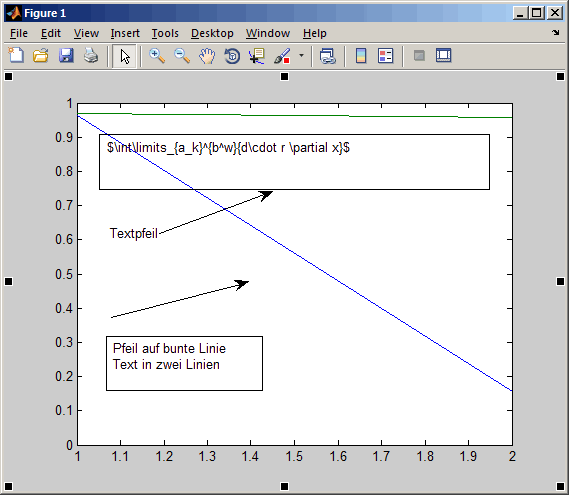 Figure 1
File Edit View Insert Tools Desktop Window Help
1
0.9
0.8
0.7
0.6
0.5
0.4
0.3
0.2
0.1
0
$\int\limits_{a_k}^{b^w}{d\cdot r \partial x}$
Textpfeil
Pfeil auf bunte Linie
Text in zwei Linien
1 1.1 1.2 1.3 1.4 1.5 1.6 1.7 1.8 1.9 2